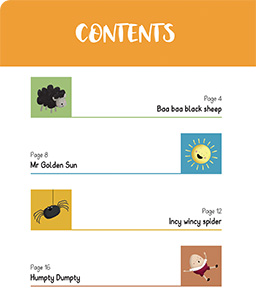 CONTENTS
Page 4
Baa baa black sheep
Page 8
Mr Golden Sun
Page 12
Incy wincy spider
Page 16
Humpty Dumpty